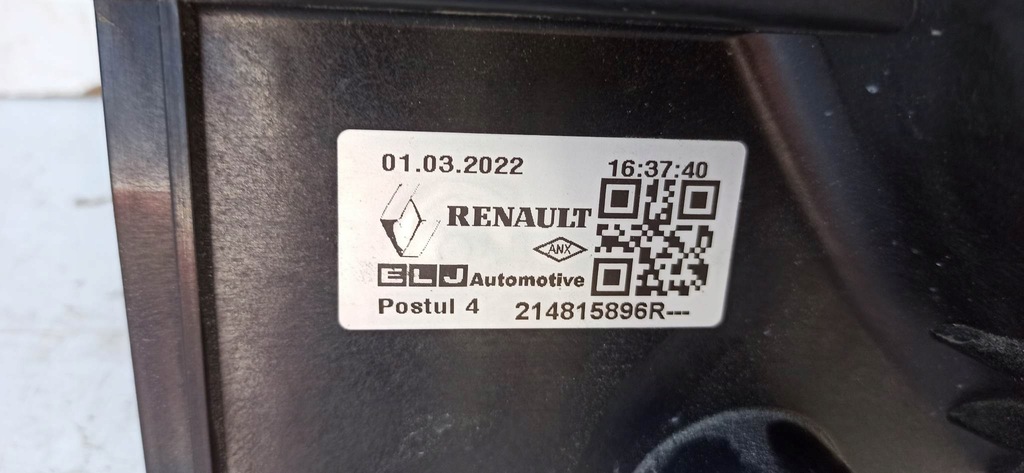 01.03.2022 16:37:40
RENAULT
ANX
ELJ Automotive
Postul 4 214815896R---